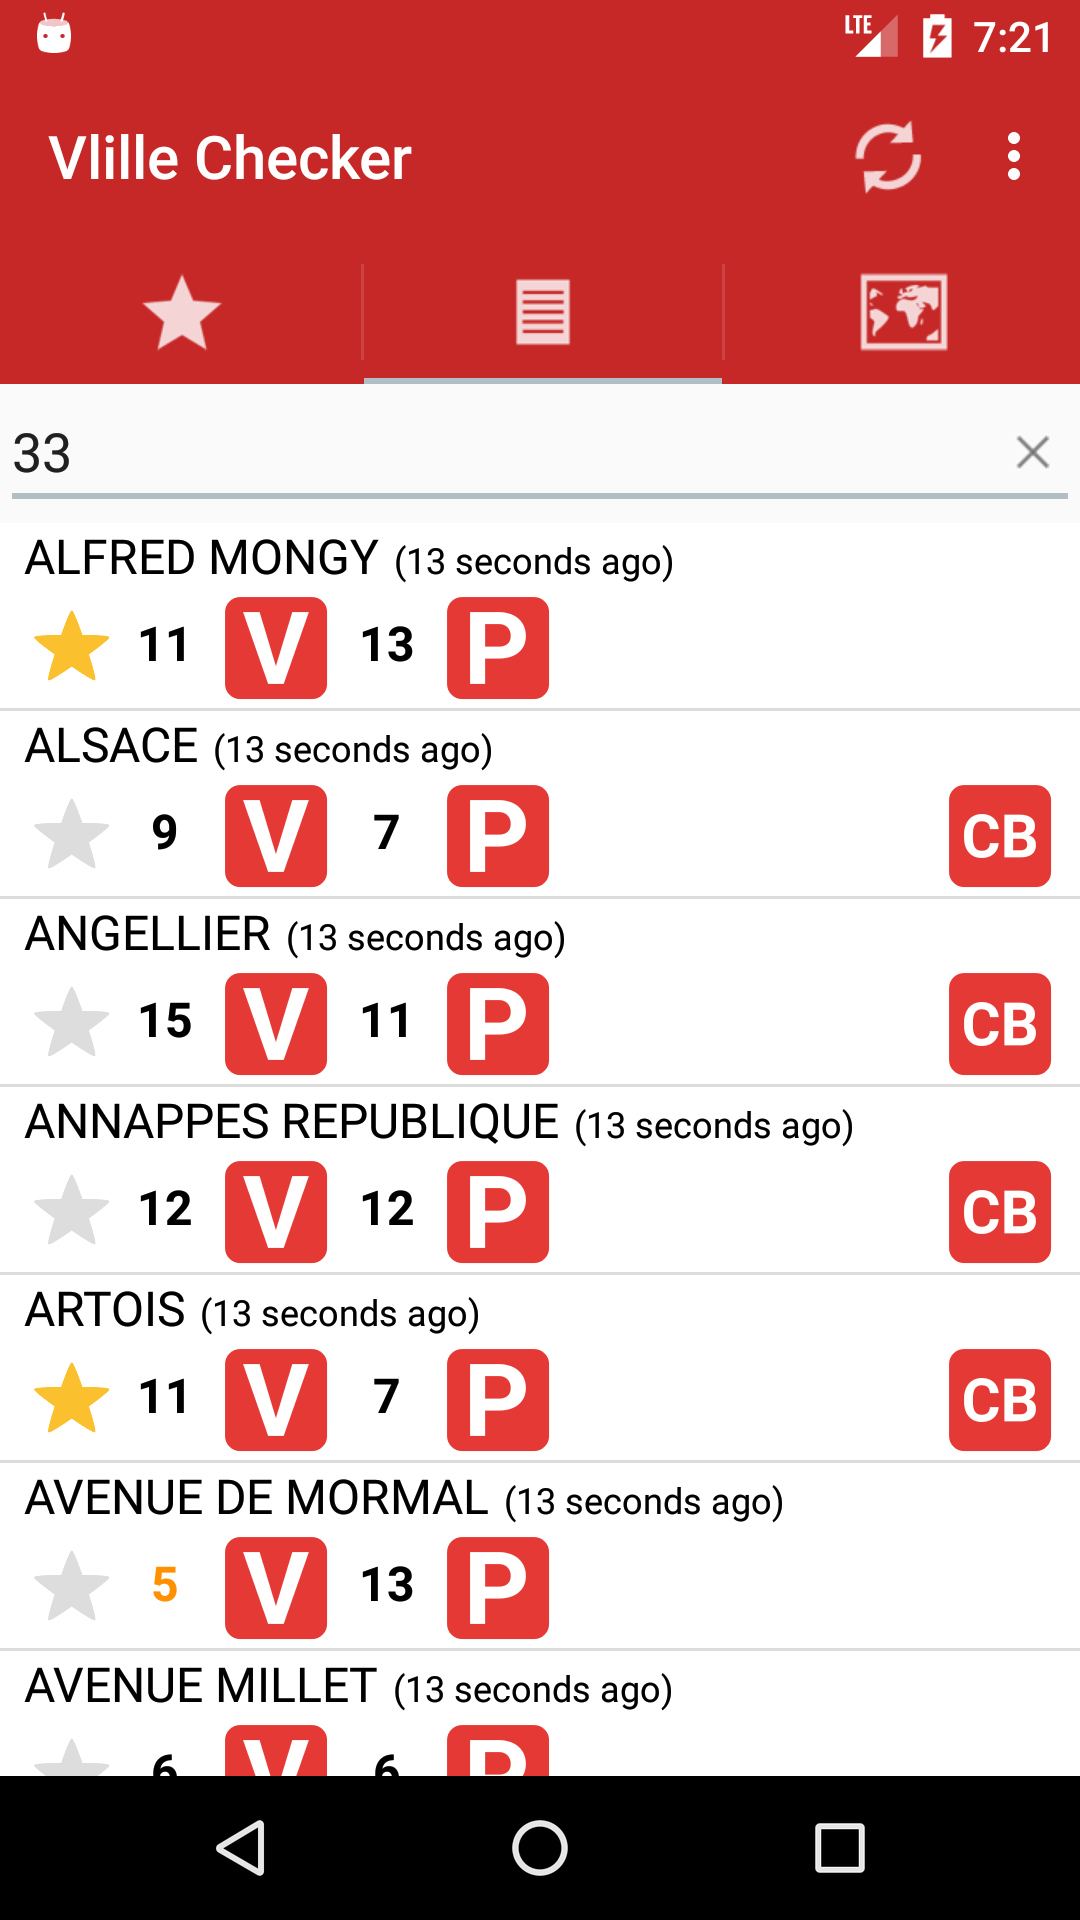 LTE 7:21
Vlille Checker
33
ALFRED MONGY (13 seconds ago)
11 V 13 P
ALSACE (13 seconds ago)
9 V 7 P CB
ANGELLIER (13 seconds ago)
15 V 11 P CB
ANNAPPES REPUBLIQUE (13 seconds ago)
12 V 12 P CB
ARTOIS (13 seconds ago)
11 V 7 P CB
AVENUE DE MORMAL (13 seconds ago)
5 V 13 P
AVENUE MILLET (13 seconds ago)
6 V 6 P